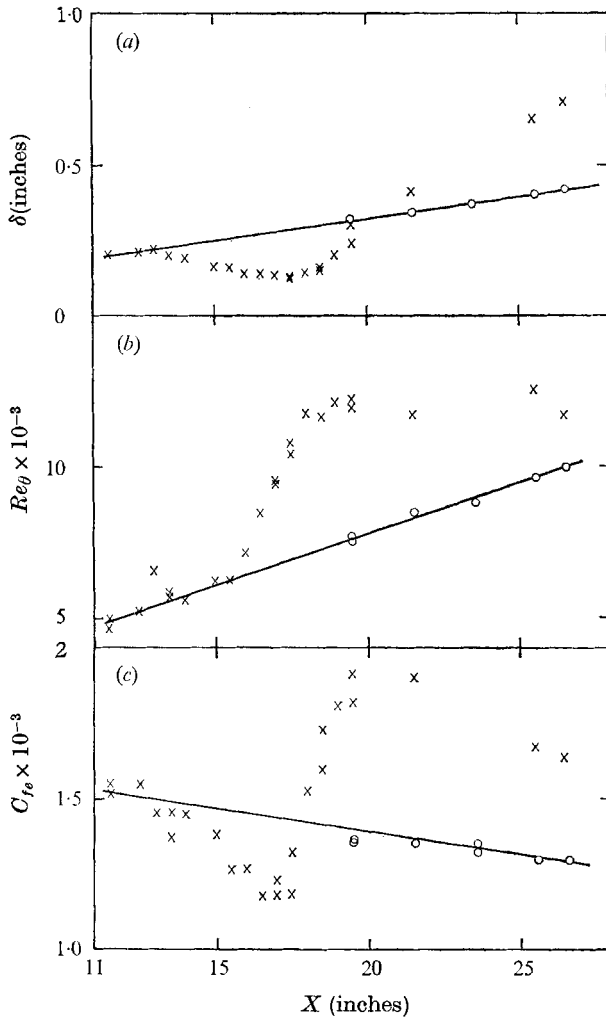 1·0
(a)
δ(inches)
0·5
0
(b)
Re_θ × 10⁻³
10
5
2
(c)
C_fe × 10⁻³
1·5
1·0
11 15 20 25
X (inches)